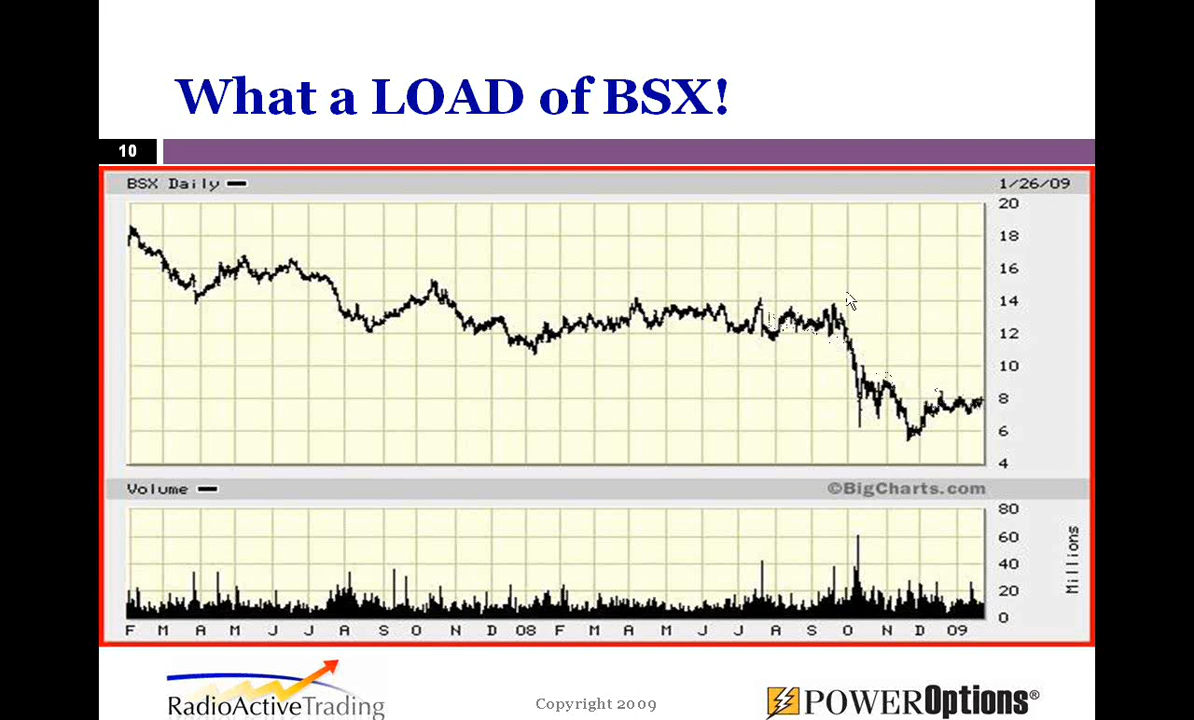 What a LOAD of BSX!
10
BSX Daily
1/26/09
20
18
16
14
12
10
8
6
4
Volume
©BigCharts.com
80
60
40
20
0
Millions
F M A M J J A S O N D 08 F M A M J J A S O N D 09
RadioActiveTrading
Copyright 2009
POWEROptions®